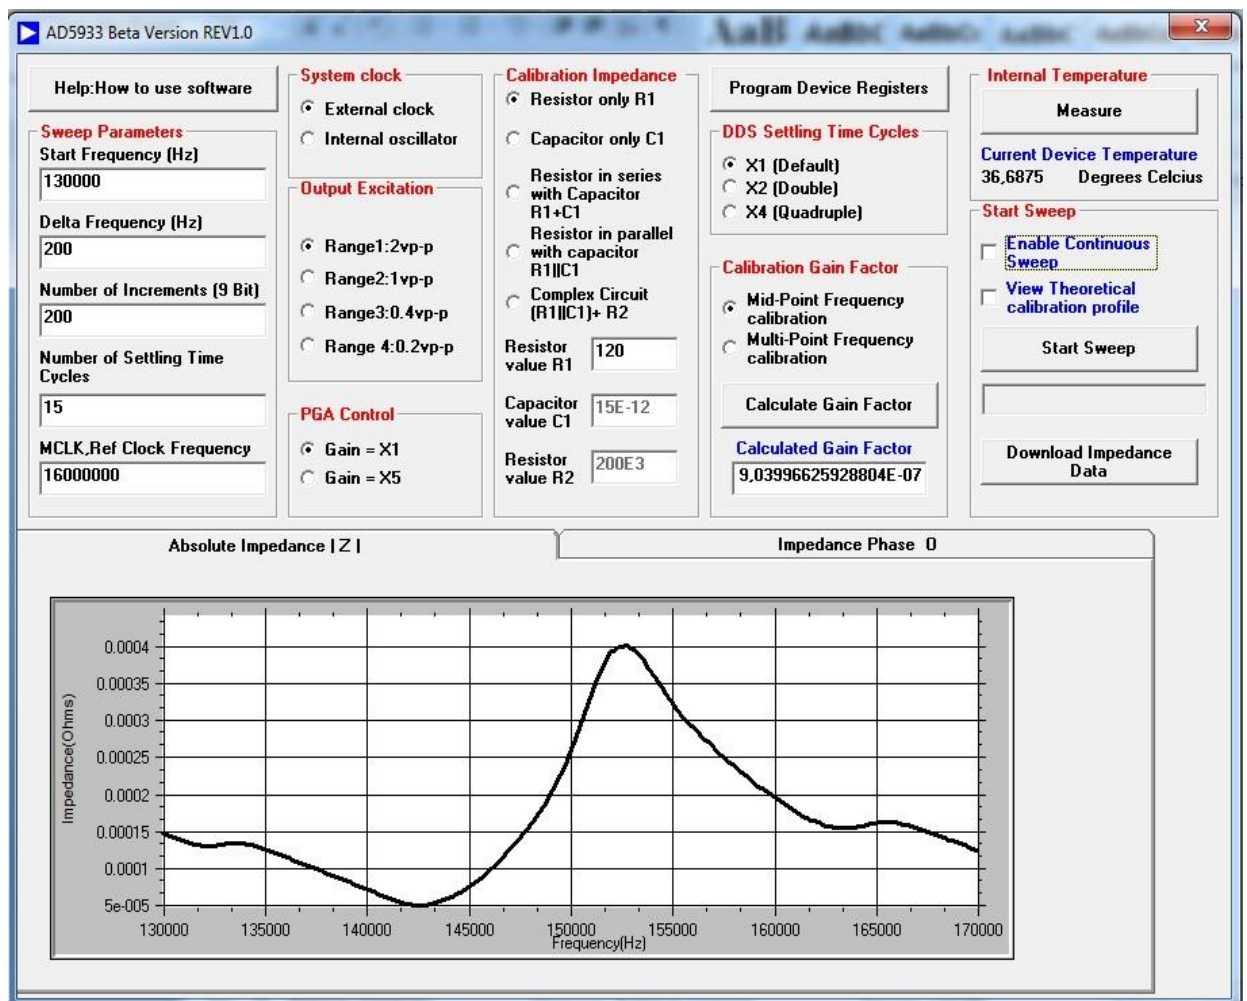 AD5933 Beta Version REV1.0
Help:How to use software
Sweep Parameters
Start Frequency (Hz)
130000
Delta Frequency (Hz)
200
Number of Increments (9 Bit)
200
Number of Settling Time
Cycles
15
MCLK,Ref Clock Frequency
16000000
System clock
External clock
Internal oscillator
Output Excitation
Range1:2vp-p
Range2:1vp-p
Range3:0.4vp-p
Range 4:0.2vp-p
PGA Control
Gain = X1
Gain = X5
Calibration Impedance
Resistor only R1
Capacitor only C1
Resistor in series
with Capacitor
R1+C1
Resistor in parallel
with capacitor
R1||C1
Complex Circuit
(R1||C1)+ R2
Resistor
value R1
120
Capacitor
value C1
15E-12
Resistor
value R2
200E3
Program Device Registers
DDS Settling Time Cycles
X1 (Default)
X2 (Double)
X4 (Quadruple)
Calibration Gain Factor
Mid-Point Frequency
calibration
Multi-Point Frequency
calibration
Calculate Gain Factor
Calculated Gain Factor
9,03996625928804E-07
Internal Temperature
Measure
Current Device Temperature
36,6875 Degrees Celcius
Start Sweep
Enable Continuous
Sweep
View Theoretical
calibration profile
Start Sweep
Download Impedance
Data
Absolute Impedance | Z |
Impedance Phase 0
Impedance(Ohms)
0.0004
0.00035
0.0003
0.00025
0.0002
0.00015
0.0001
5e-005
130000 135000 140000 145000 150000 155000 160000 165000 170000
Frequency(Hz)